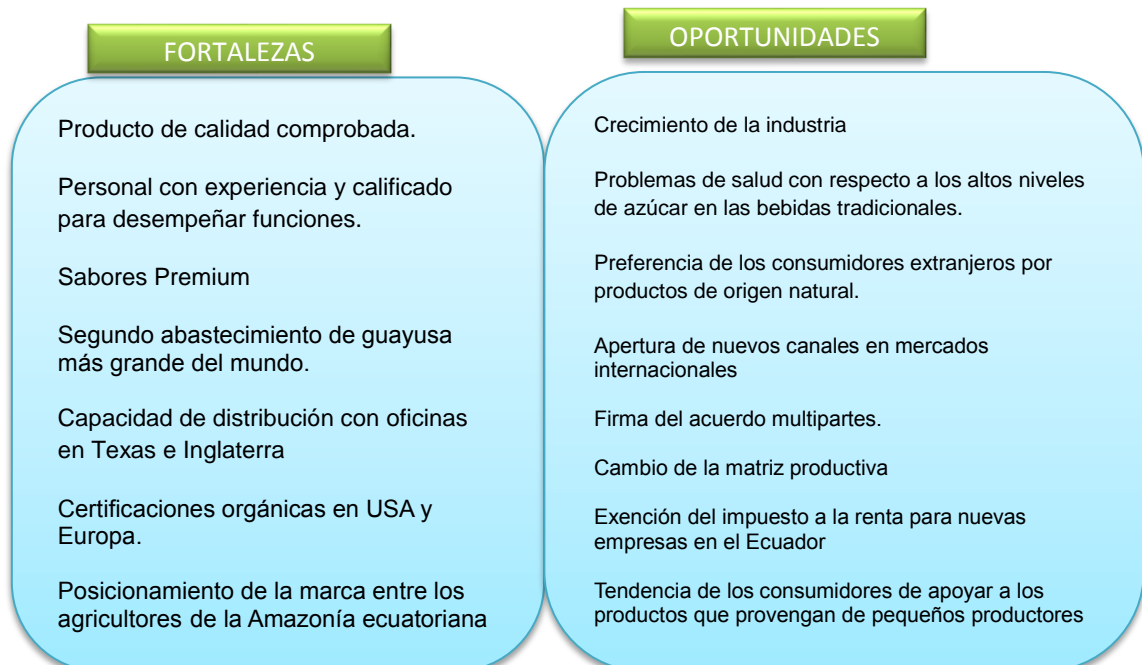 FORTALEZAS
Producto de calidad comprobada.
Personal con experiencia y calificado
para desempeñar funciones.
Sabores Premium
Segundo abastecimiento de guayusa
más grande del mundo.
Capacidad de distribución con oficinas
en Texas e Inglaterra
Certificaciones orgánicas en USA y
Europa.
Posicionamiento de la marca entre los
agricultores de la Amazonía ecuatoriana
OPORTUNIDADES
Crecimiento de la industria
Problemas de salud con respecto a los altos niveles
de azúcar en las bebidas tradicionales.
Preferencia de los consumidores extranjeros por
productos de origen natural.
Apertura de nuevos canales en mercados
internacionales
Firma del acuerdo multipartes.
Cambio de la matriz productiva
Exención del impuesto a la renta para nuevas
empresas en el Ecuador
Tendencia de los consumidores de apoyar a los
productos que provengan de pequeños productores